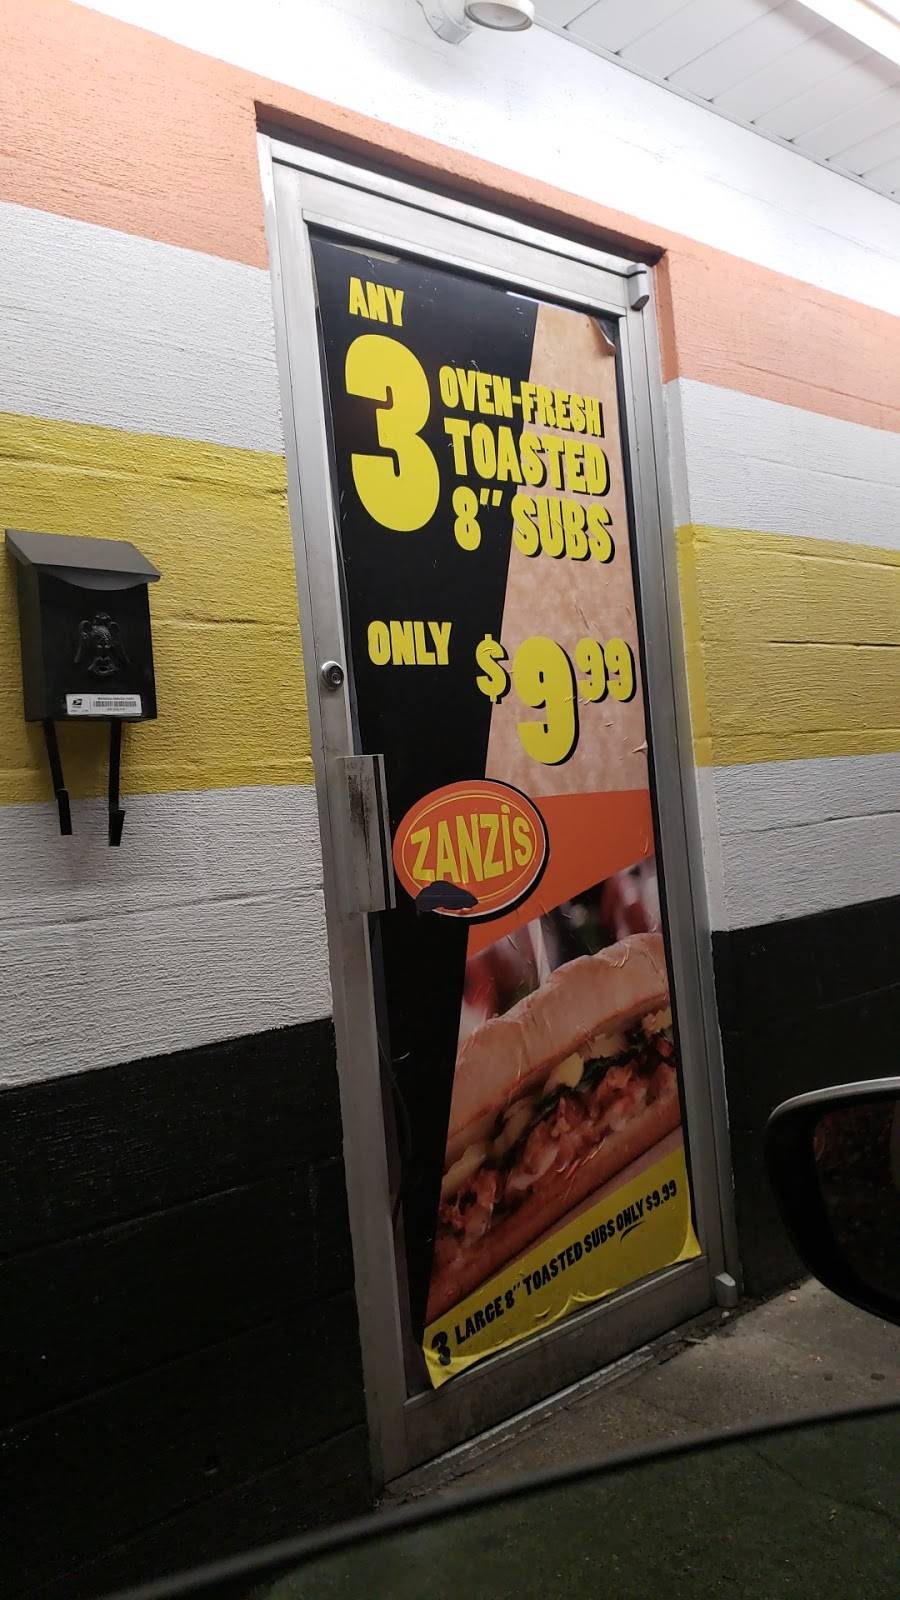 ANY
3
OVEN-FRESH
TOASTED
8" SUBS
ONLY
$9.99
ZANZIS
3 LARGE 8" TOASTED SUBS ONLY $9.99